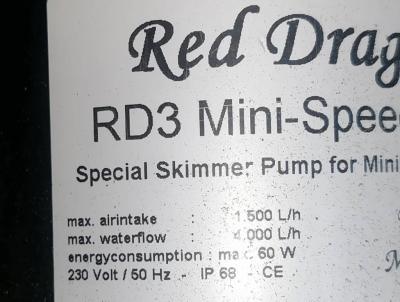 Red Drag
RD3 Mini-Spee
Special Skimmer Pump for Mini
max. airintake : 1.500 L/h
max. waterflow : 4.000 L/h
energyconsumption : max. 60 W
230 Volt / 50 Hz - IP 68 - CE
M